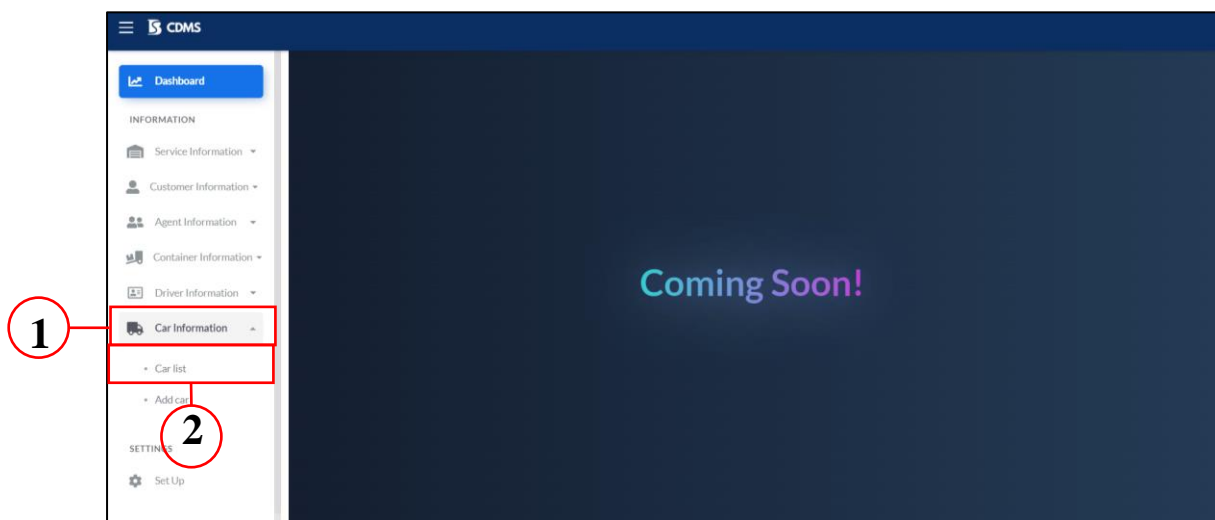 CDMS
Dashboard
INFORMATION
Service Information
Customer Information
Agent Information
Container Information
Driver Information
1
Car Information
Car list
Add car
2
SETTINGS
Set Up
Coming Soon!